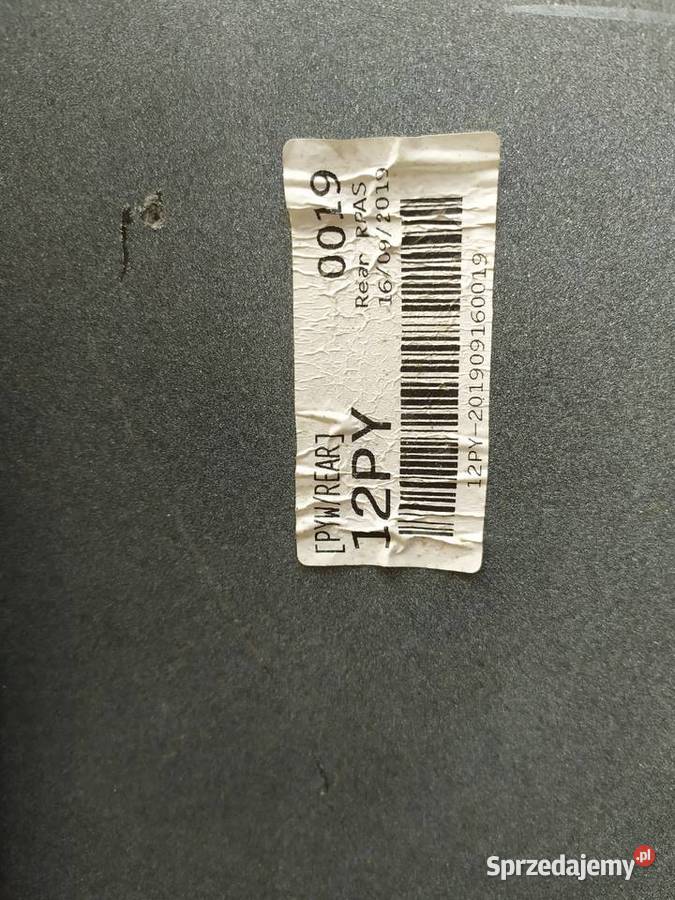 [PYW/REAR]
0019
12PY
Rear RPAS
16/09/2019
12PY-201909160019
Sprzedajemy.pl